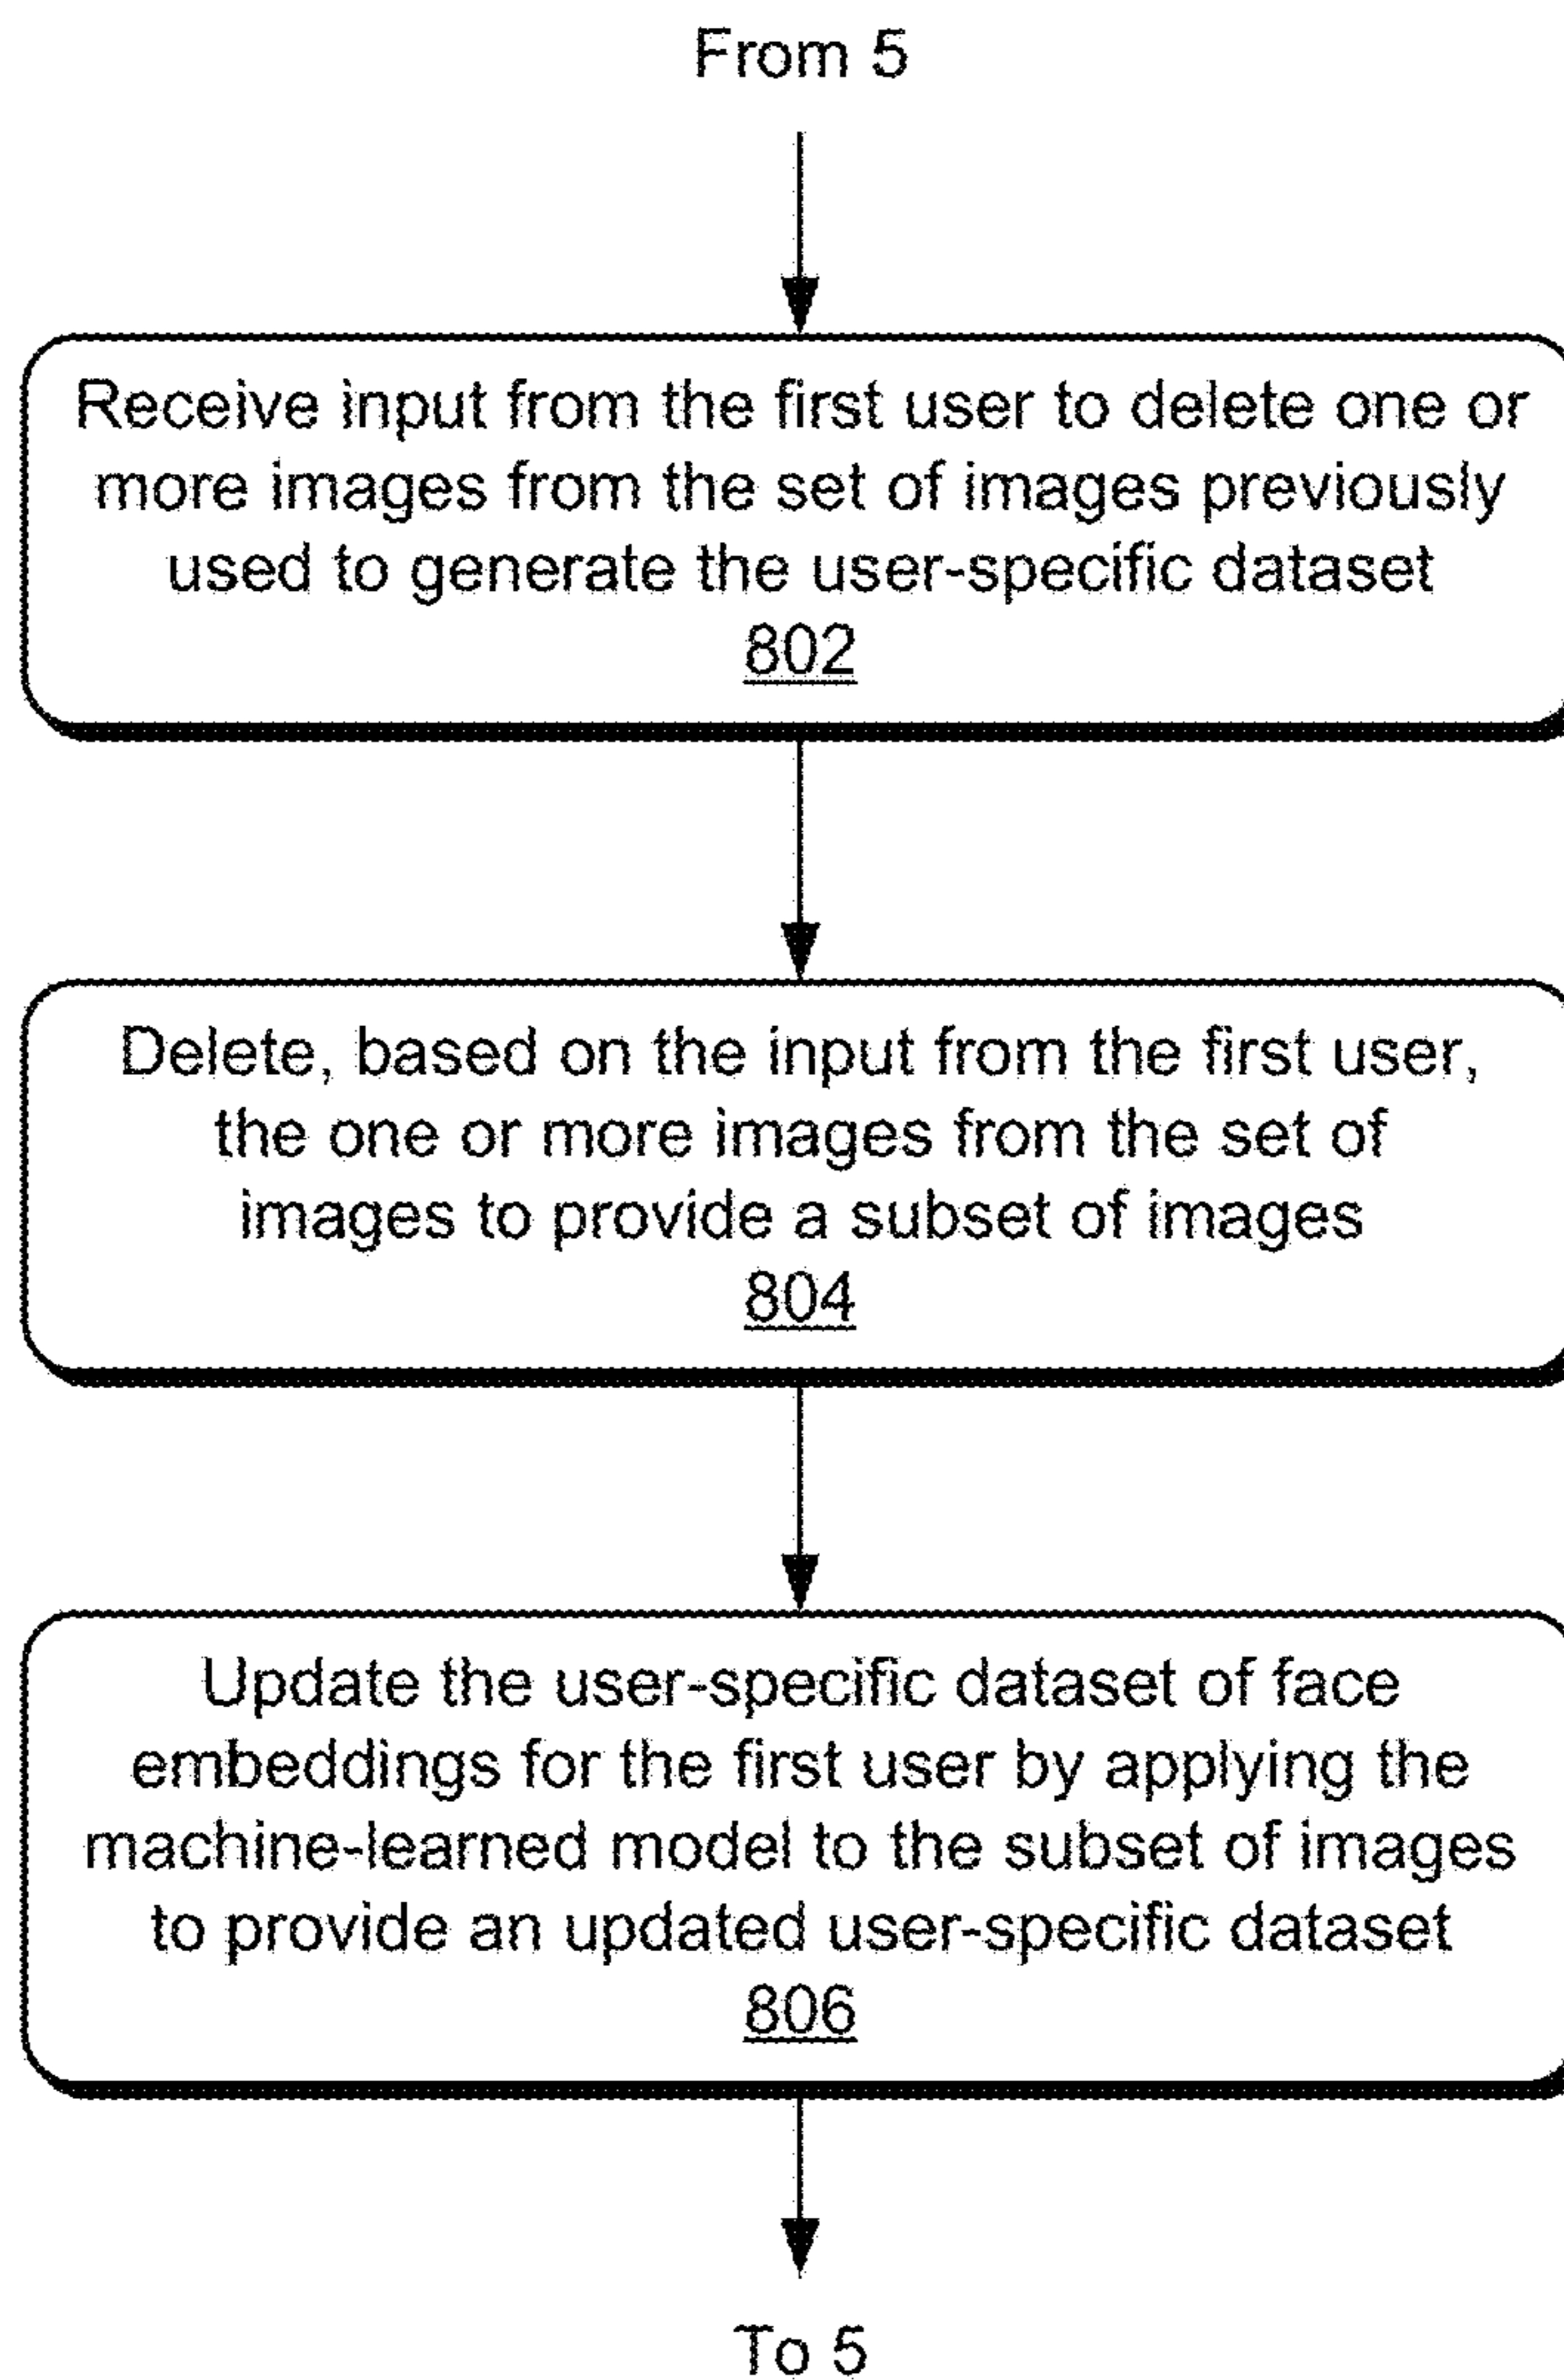 From 5
Receive input from the first user to delete one or
more images from the set of images previously
used to generate the user-specific dataset
802
Delete, based on the input from the first user,
the one or more images from the set of
images to provide a subset of images
804
Update the user-specific dataset of face
embeddings for the first user by applying the
machine-learned model to the subset of images
to provide an updated user-specific dataset
806
To 5